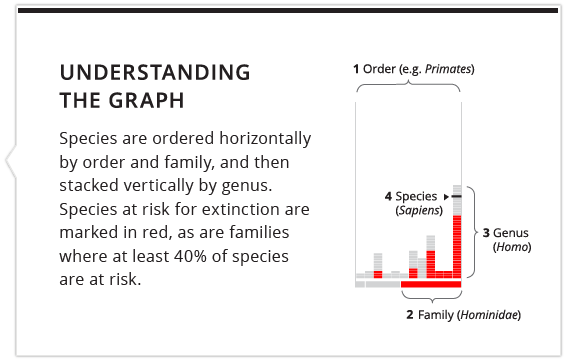 UNDERSTANDING
THE GRAPH
Species are ordered horizontally
by order and family, and then
stacked vertically by genus.
Species at risk for extinction are
marked in red, as are families
where at least 40% of species
are at risk.
1 Order (e.g. Primates)
4 Species
(Sapiens)
3 Genus
(Homo)
2 Family (Hominidae)